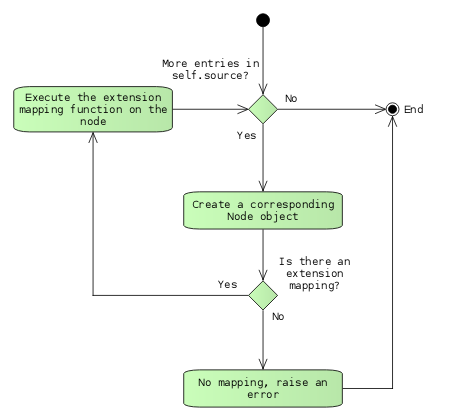 More entries in
self.source?
Execute the extension
mapping function on the
node
No
End
Yes
Create a corresponding
Node object
Is there an
extension
mapping?
Yes
No
No mapping, raise an
error